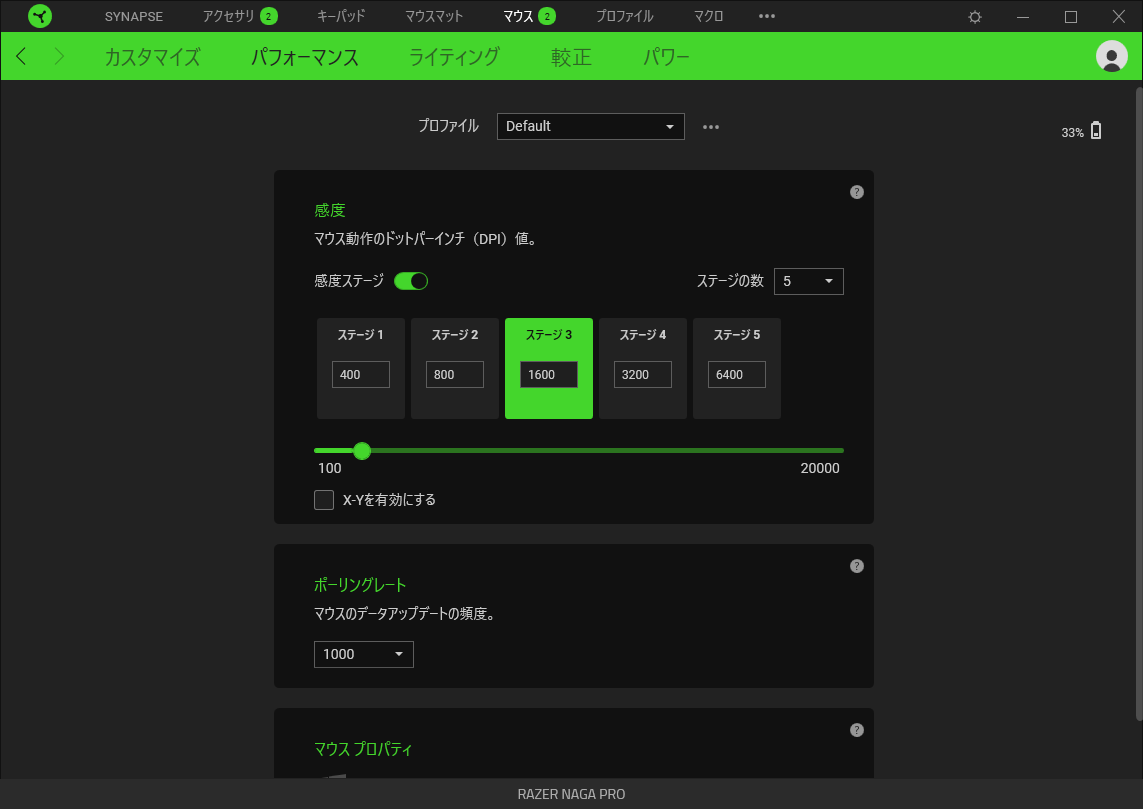 SYNAPSE アクセサリ 2 キーパッド マウスマット マウス 2 プロファイル マクロ •••
カスタマイズ パフォーマンス ライティング 較正 パワー
プロファイル Default •••
33%
?
感度
マウス動作のドットパーインチ（DPI）値。
感度ステージ ステージの数 5
ステージ 1 ステージ 2 ステージ 3 ステージ 4 ステージ 5
400 800 1600 3200 6400
100 20000
X-Yを有効にする
?
ポーリングレート
マウスのデータアップデートの頻度。
1000
?
マウス プロパティ
RAZER NAGA PRO